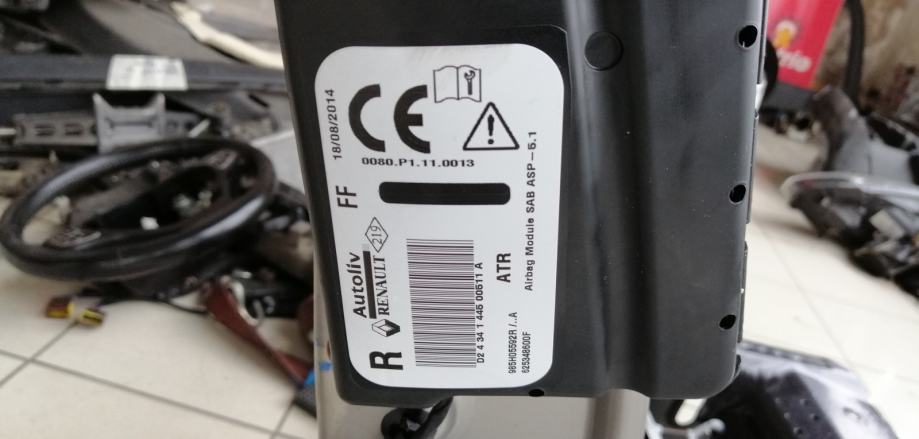 18/08/2014
CE
0080.P1.11.0013
FF
Autoliv
RENAULT
219
R
D2 4 34 1 445 00511 A
ATR
Airbag Module SAB ASP-5.1
985H05592R /..A
625348600F